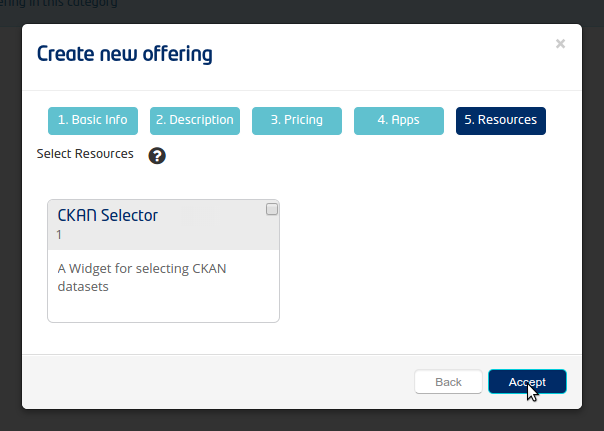 ering in this category
Create new offering
×
1. Basic Info 2. Description 3. Pricing 4. Apps 5. Resources
Select Resources ?
CKAN Selector
1
A Widget for selecting CKAN
datasets
Back Accept